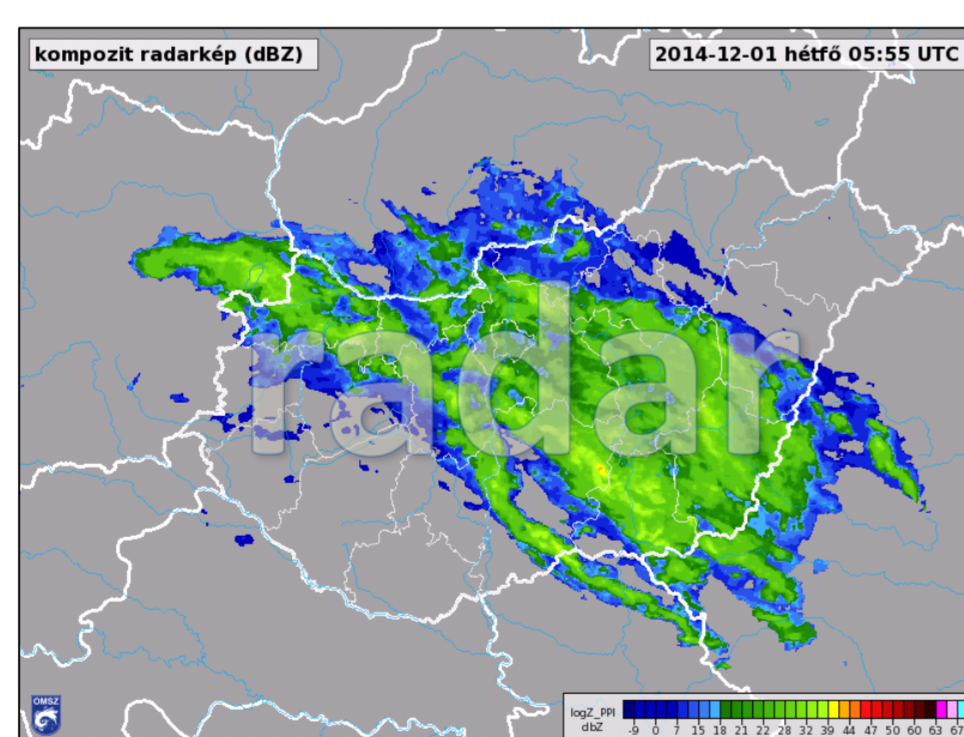 kompozit radarkép (dBZ)
2014-12-01 hétfő 05:55 UTC
radar
OMSZ
logZ_PPI
dbZ
-9 0 7 15 18 21 22 28 32 39 44 47 50 60 63 67